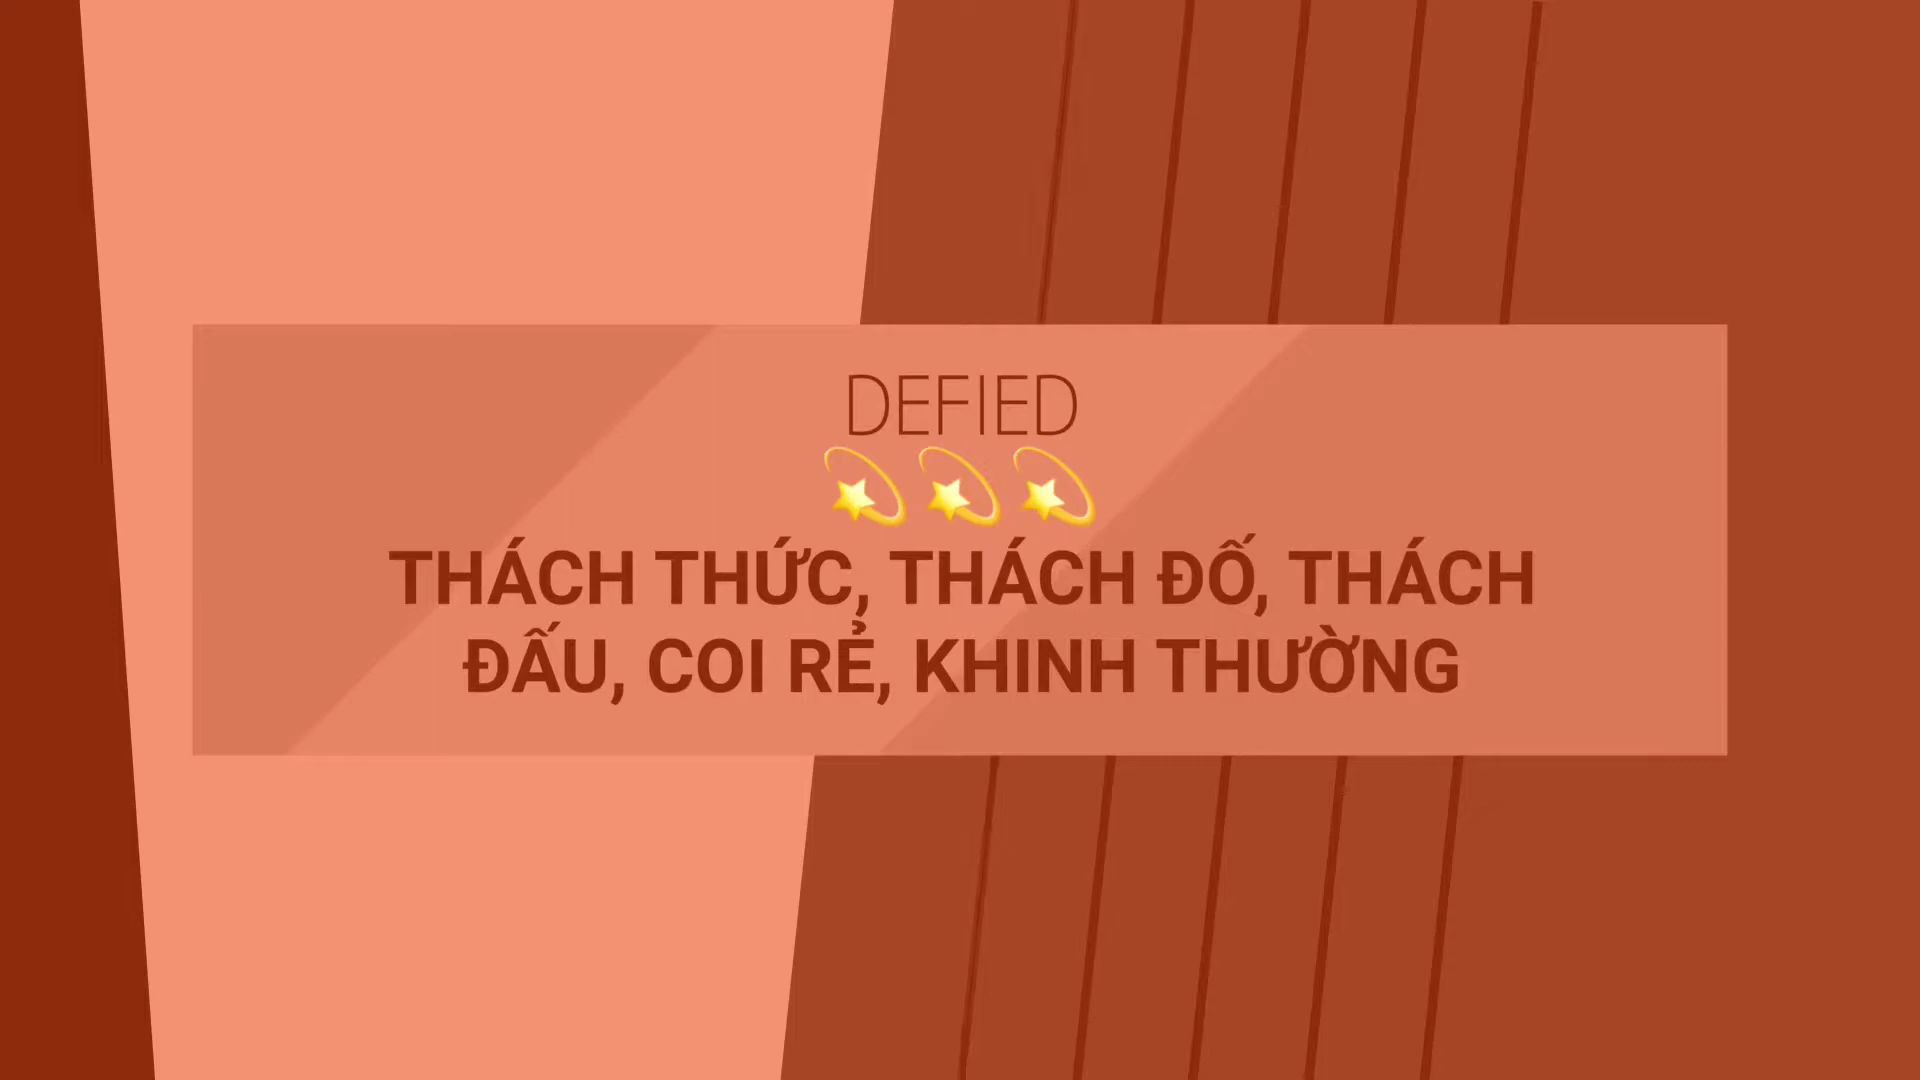 DEFIED
💫💫💫
THÁCH THỨC, THÁCH ĐỐ, THÁCH
ĐẤU, COI RẺ, KHINH THƯỜNG